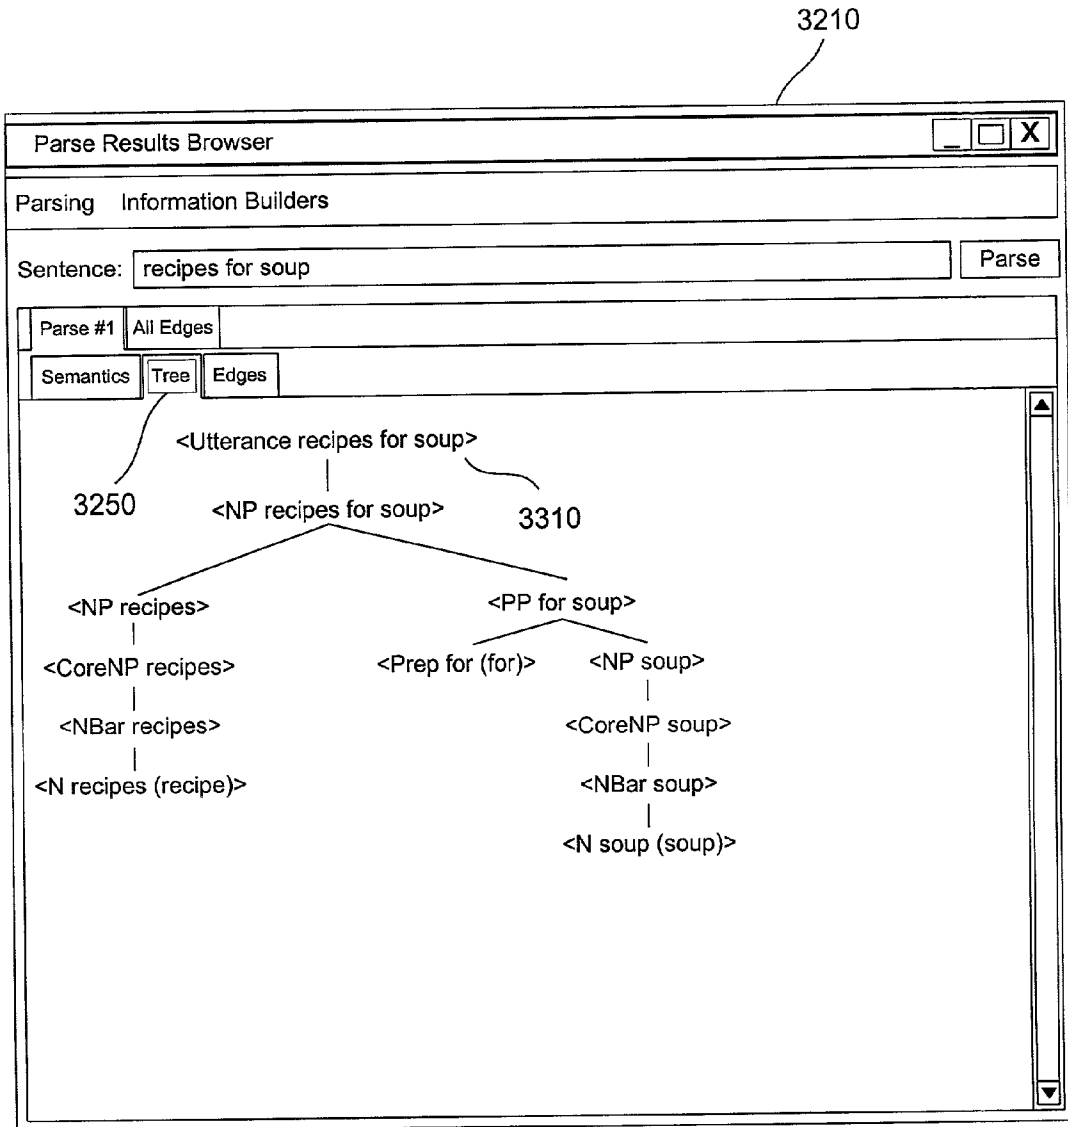 3210
Parse Results Browser _ X
Parsing Information Builders
Sentence: recipes for soup Parse
Parse #1 All Edges
Semantics Tree Edges
<Utterance recipes for soup>
3250 <NP recipes for soup> 3310
<NP recipes> <PP for soup>
<CoreNP recipes> <Prep for (for)> <NP soup>
<NBar recipes> <CoreNP soup>
<N recipes (recipe)> <NBar soup>
<N soup (soup)>